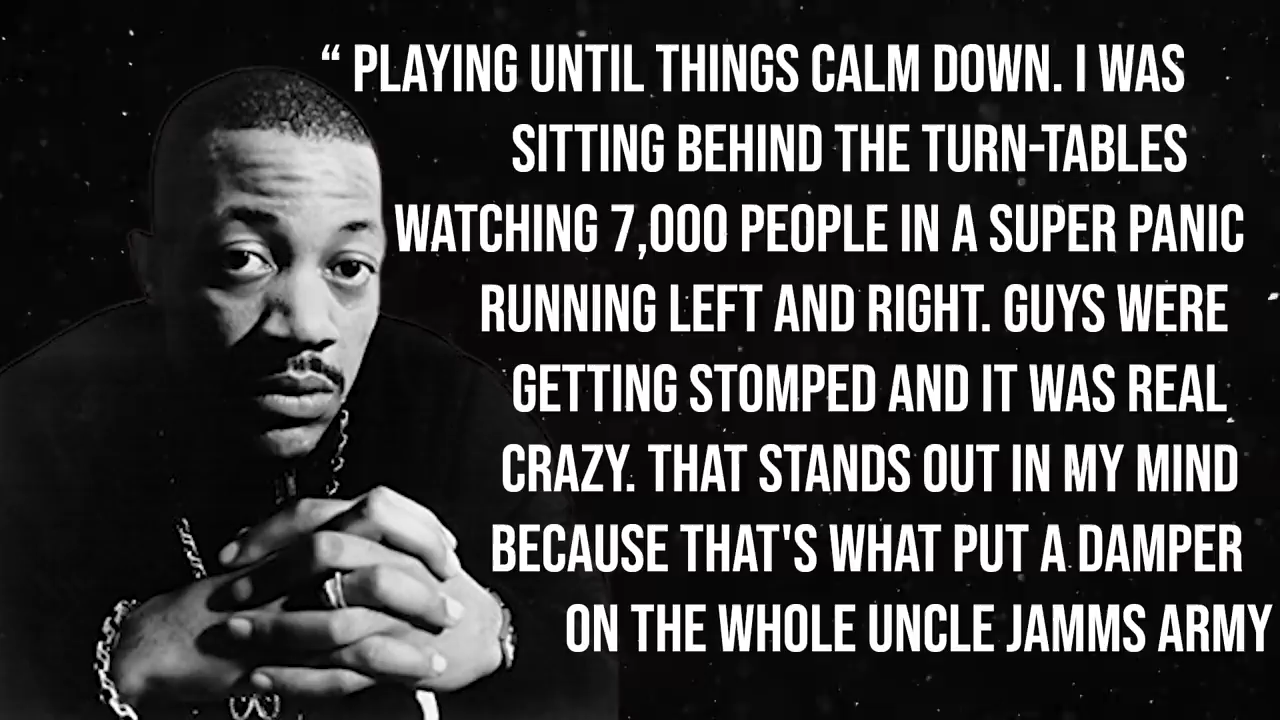 “ PLAYING UNTIL THINGS CALM DOWN. I WAS
SITTING BEHIND THE TURN-TABLES
WATCHING 7,000 PEOPLE IN A SUPER PANIC
RUNNING LEFT AND RIGHT. GUYS WERE
GETTING STOMPED AND IT WAS REAL
CRAZY. THAT STANDS OUT IN MY MIND
BECAUSE THAT'S WHAT PUT A DAMPER
ON THE WHOLE UNCLE JAMMS ARMY